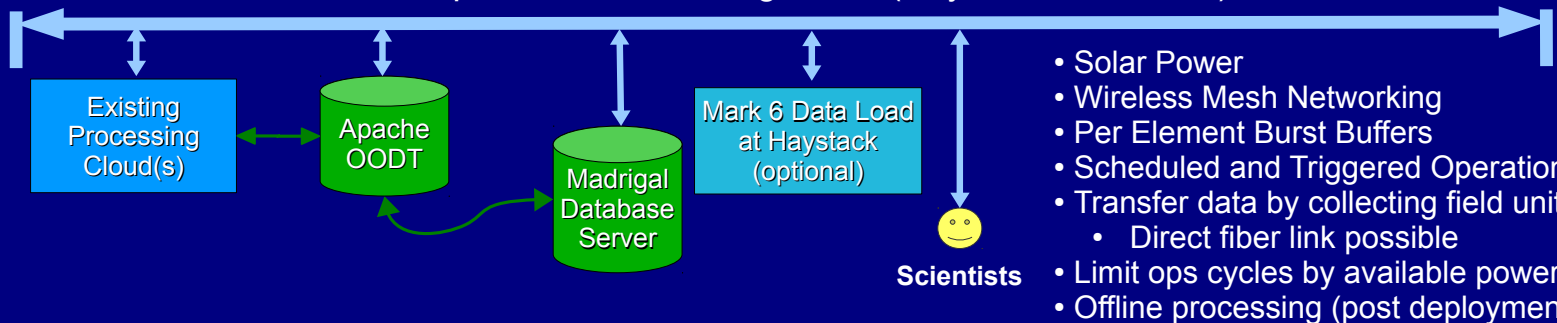 Existing
Processing
Cloud(s)
Apache
OODT
Madrigal
Database
Server
Mark 6 Data Load
at Haystack
(optional)
Scientists
• Solar Power
• Wireless Mesh Networking
• Per Element Burst Buffers
• Scheduled and Triggered Operation
• Transfer data by collecting field unit
• Direct fiber link possible
• Limit ops cycles by available power
• Offline processing (post deploymen